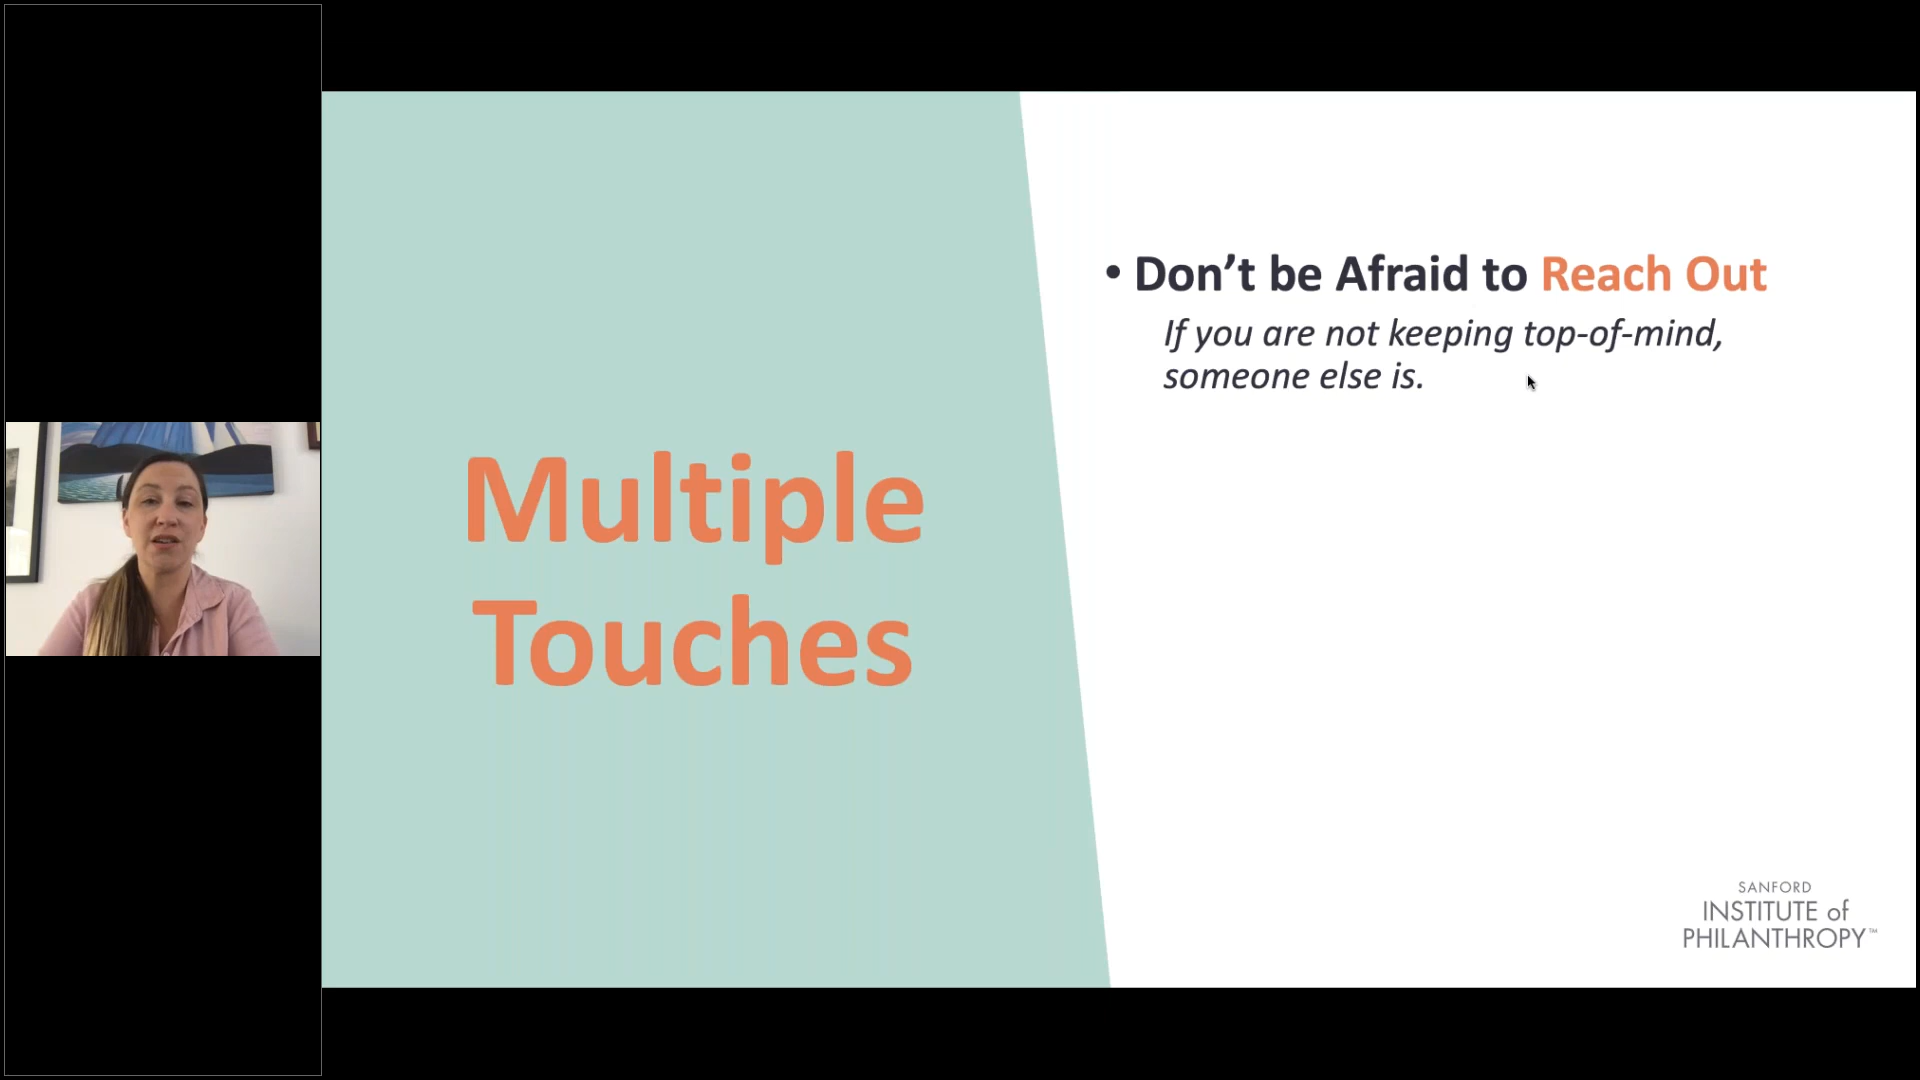 Multiple
Touches
• Don’t be Afraid to Reach Out
If you are not keeping top-of-mind,
someone else is.
SANFORD
INSTITUTE of
PHILANTHROPY™